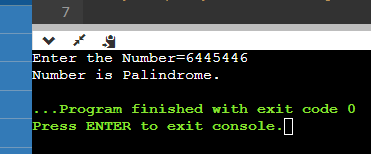 7
Enter the Number=6445446
Number is Palindrome.
...Program finished with exit code 0
Press ENTER to exit console.